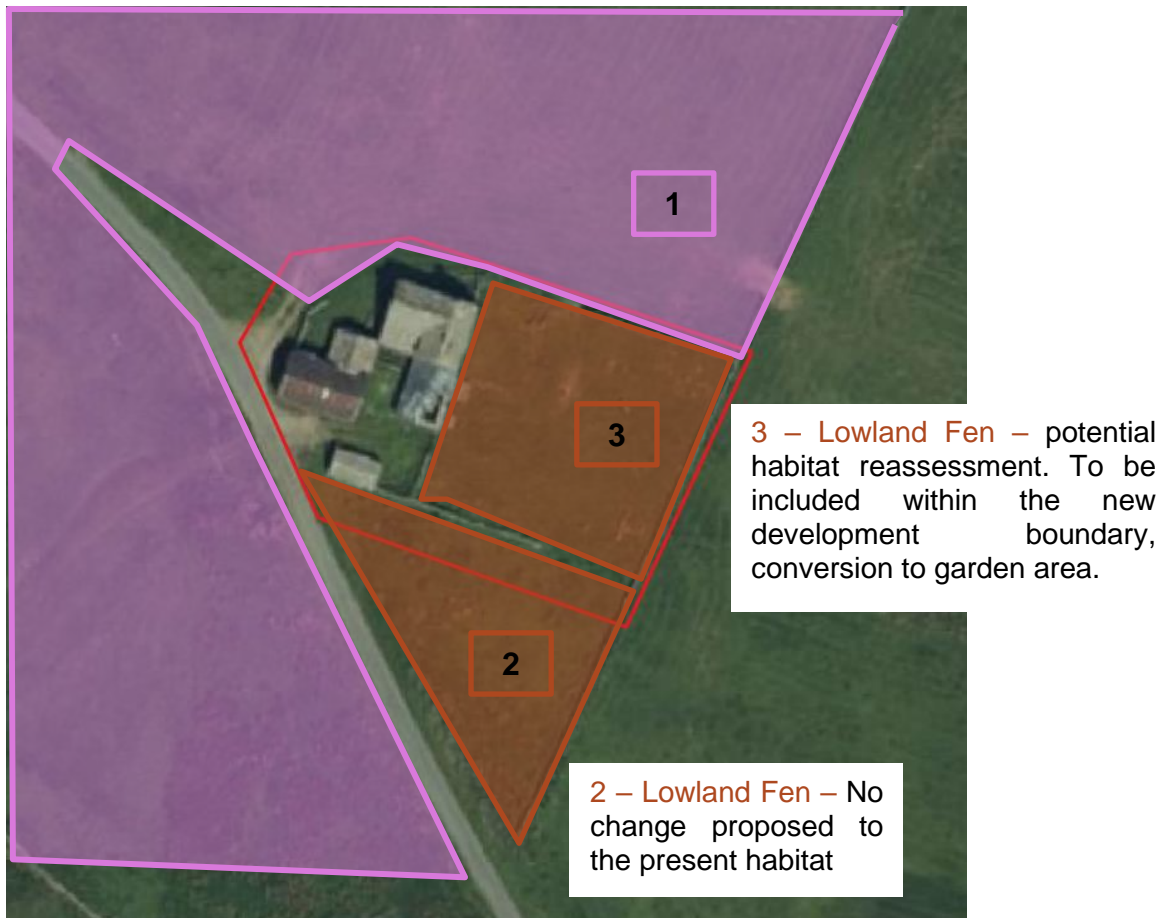 1
3
3 – Lowland Fen – potential
habitat reassessment. To be
included within the new
development boundary,
conversion to garden area.
2
2 – Lowland Fen – No
change proposed to
the present habitat